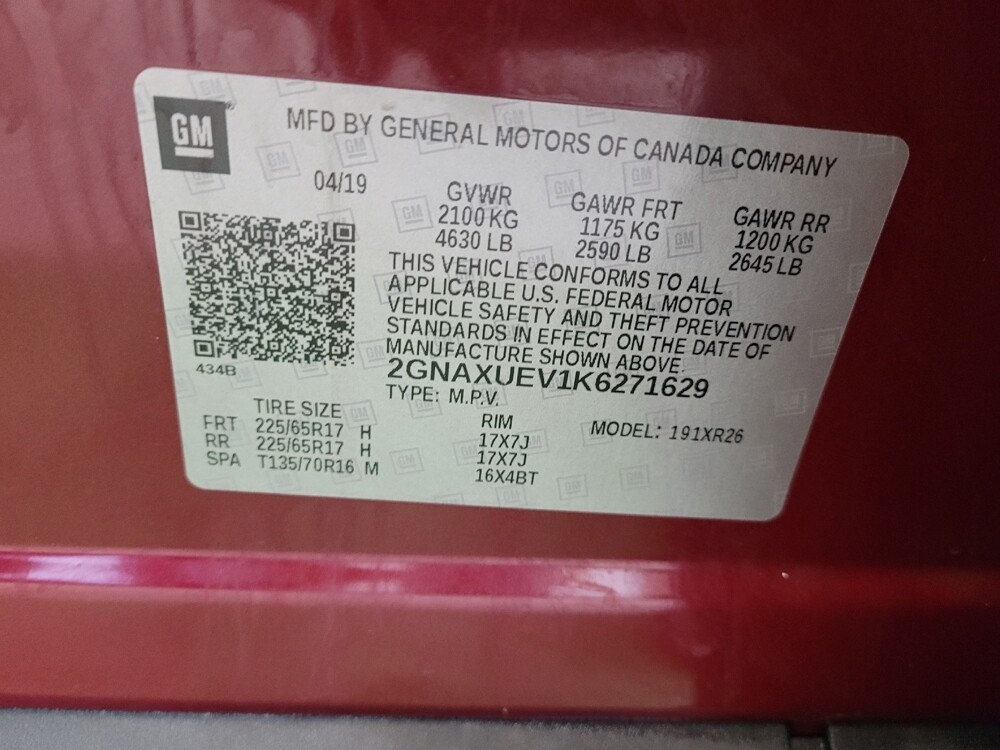 GM
MFD BY GENERAL MOTORS OF CANADA COMPANY
04/19
GVWR
2100 KG
4630 LB
GAWR FRT
1175 KG
2590 LB
GAWR RR
1200 KG
2645 LB
THIS VEHICLE CONFORMS TO ALL
APPLICABLE U.S. FEDERAL MOTOR
VEHICLE SAFETY AND THEFT PREVENTION
STANDARDS IN EFFECT ON THE DATE OF
MANUFACTURE SHOWN ABOVE.
434B
2GNAXUEV1K6271629
TYPE: M.P.V.
TIRE SIZE RIM MODEL: 191XR26
FRT 225/65R17 H 17X7J
RR 225/65R17 H 17X7J
SPA T135/70R16 M 16X4BT